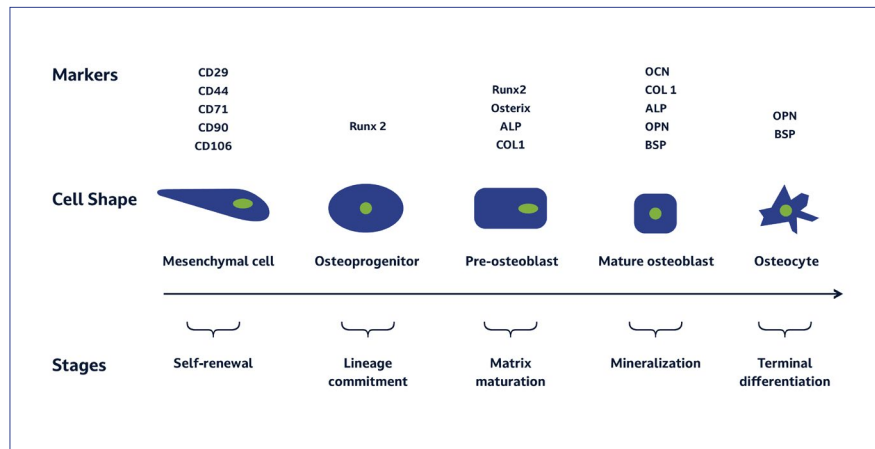 Markers
CD29
CD44
CD71
CD90
CD106
Runx 2
Runx2
Osterix
ALP
COL1
OCN
COL 1
ALP
OPN
BSP
OPN
BSP
Cell Shape
Mesenchymal cell
Osteoprogenitor
Pre-osteoblast
Mature osteoblast
Osteocyte
Stages
Self-renewal
Lineage
commitment
Matrix
maturation
Mineralization
Terminal
differentiation